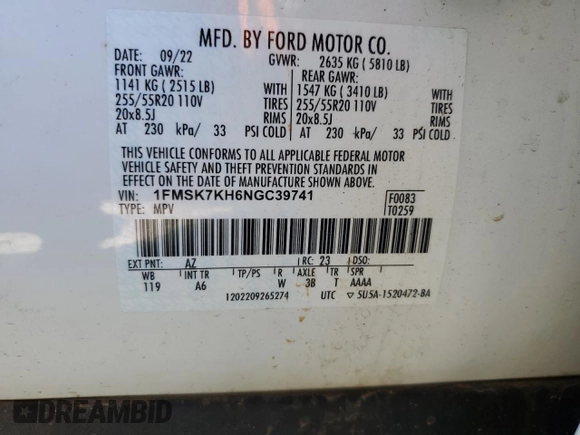 MFD. BY FORD MOTOR CO.
DATE: 09/22 GVWR: 2635 KG ( 5810 LB)
FRONT GAWR: REAR GAWR:
1141 KG ( 2515 LB) WITH 1547 KG ( 3410 LB) WITH
255/55R20 110V TIRES 255/55R20 110V TIRES
20x8.5J RIMS 20x8.5J RIMS
AT 230 kPa/ 33 PSI COLD AT 230 kPa/ 33 PSI COLD
THIS VEHICLE CONFORMS TO ALL APPLICABLE FEDERAL MOTOR
VEHICLE SAFETY AND THEFT PREVENTION STANDARDS IN
EFFECT ON THE DATE OF MANUFACTURE SHOWN ABOVE.
VIN: 1FMSK7KH6NGC39741 F0083
TYPE: MPV T0259
EXT PNT: AZ RC: 23 DSO:
WB INT TR TP/PS R AXLE TR SPR
119 A6 W 3B T AAAA
1202209265274 UTC 5U5A-1520472-BA
DREAMBID